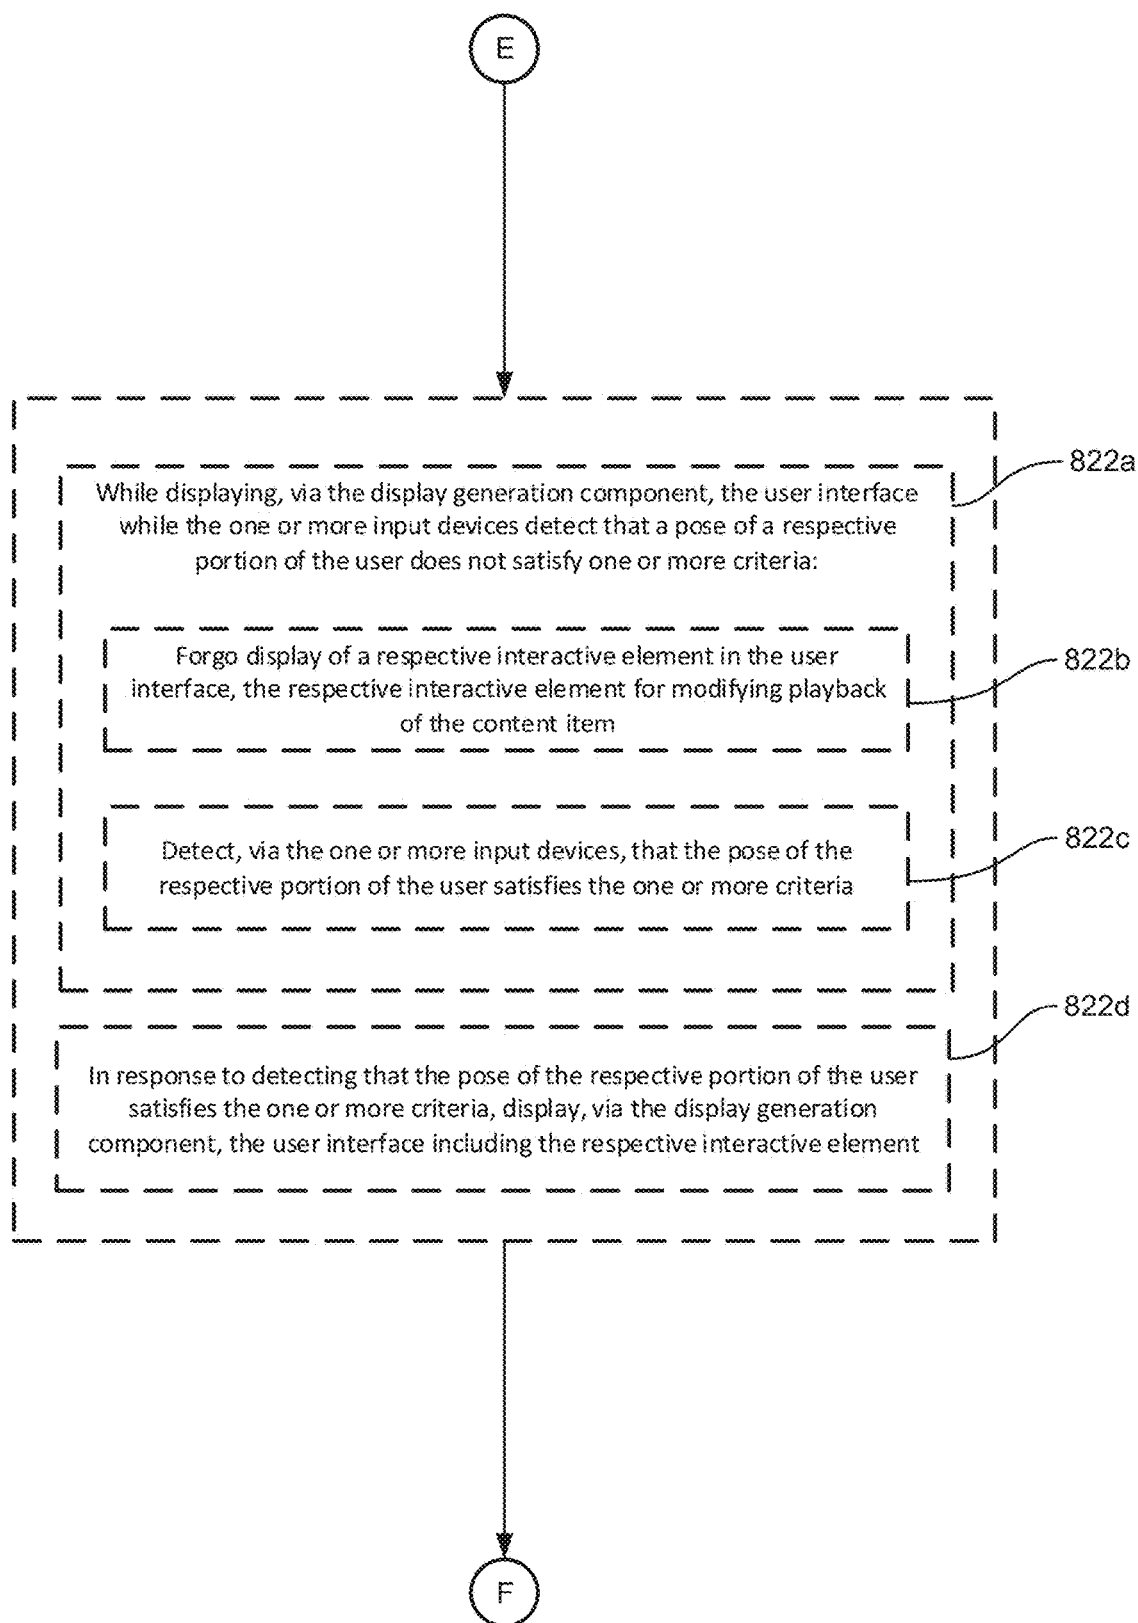 E
822a
While displaying, via the display generation component, the user interface
while the one or more input devices detect that a pose of a respective
portion of the user does not satisfy one or more criteria:
822b
Forgo display of a respective interactive element in the user
interface, the respective interactive element for modifying playback
of the content item
822c
Detect, via the one or more input devices, that the pose of the
respective portion of the user satisfies the one or more criteria
822d
In response to detecting that the pose of the respective portion of the user
satisfies the one or more criteria, display, via the display generation
component, the user interface including the respective interactive element
F